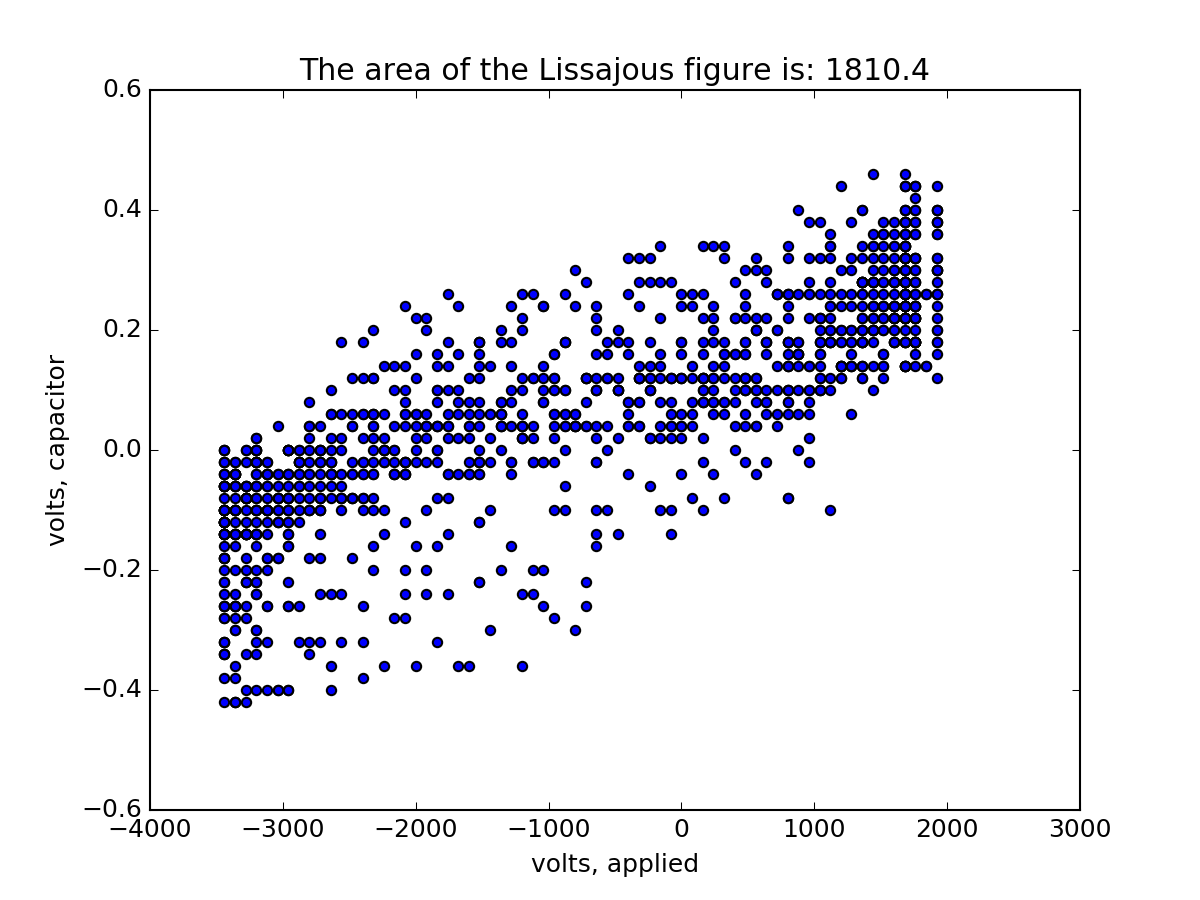 The area of the Lissajous figure is: 1810.4
0.6
0.4
0.2
0.0
−0.2
−0.4
−0.6
volts, capacitor
−4000 −3000 −2000 −1000 0 1000 2000 3000
volts, applied